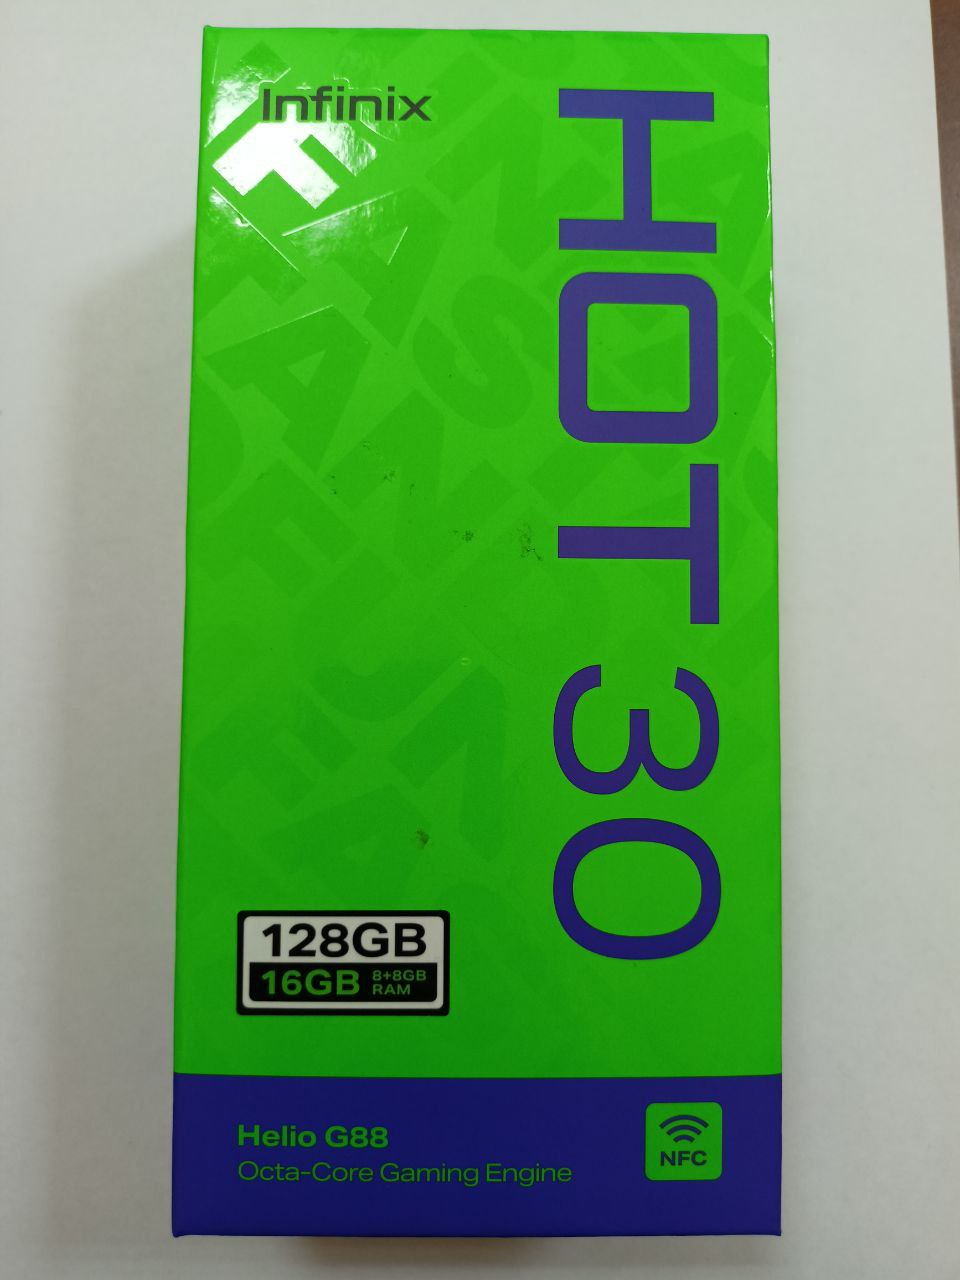 Infinix
HOT 30
128GB
16GB 8+8GB
RAM
Helio G88
Octa-Core Gaming Engine
NFC